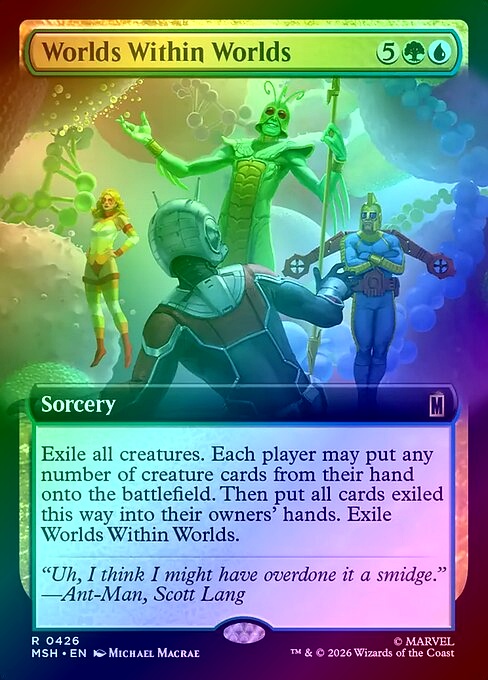 Worlds Within Worlds 5
Sorcery
Exile all creatures. Each player may put any
number of creature cards from their hand
onto the battlefield. Then put all cards exiled
this way into their owners' hands. Exile
Worlds Within Worlds.
"Uh, I think I might have overdone it a smidge."
—Ant-Man, Scott Lang
R 0426
MSH • EN Michael Macrae
© MARVEL
™ & © 2026 Wizards of the Coast